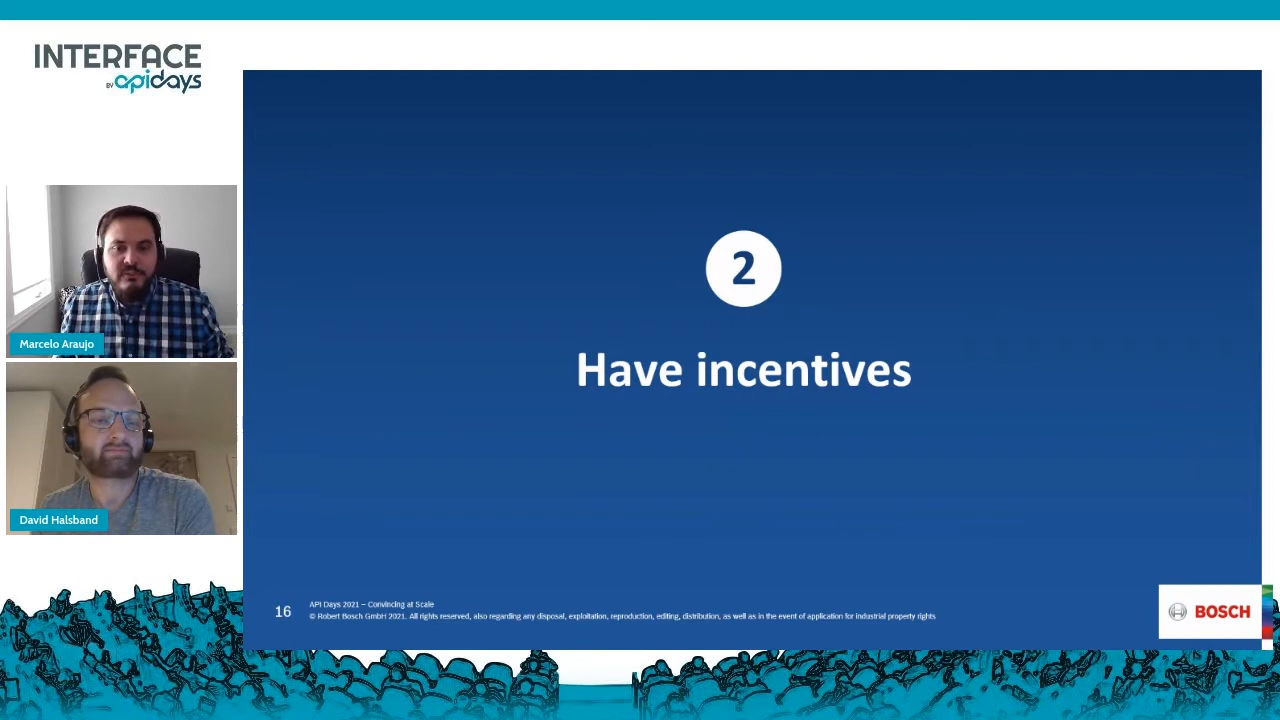 INTERFACE
BY apidays
Marcelo Araujo
David Halsband
2
Have incentives
16
API Days 2021 – Convincing at Scale
© Robert Bosch GmbH 2021. All rights reserved, also regarding any disposal, exploitation, reproduction, editing, distribution, as well as in the event of application for industrial property rights
BOSCH